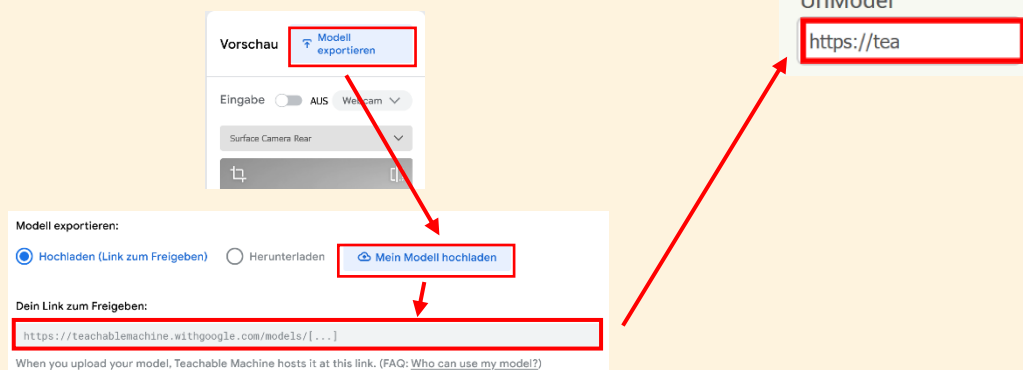 Vorschau
Modell
exportieren
Eingabe AUS Webcam
Surface Camera Rear
UrlModel
https://tea
Modell exportieren:
Hochladen (Link zum Freigeben) Herunterladen Mein Modell hochladen
Dein Link zum Freigeben:
https://teachablemachine.withgoogle.com/models/[...]
When you upload your model, Teachable Machine hosts it at this link. (FAQ: Who can use my model?)